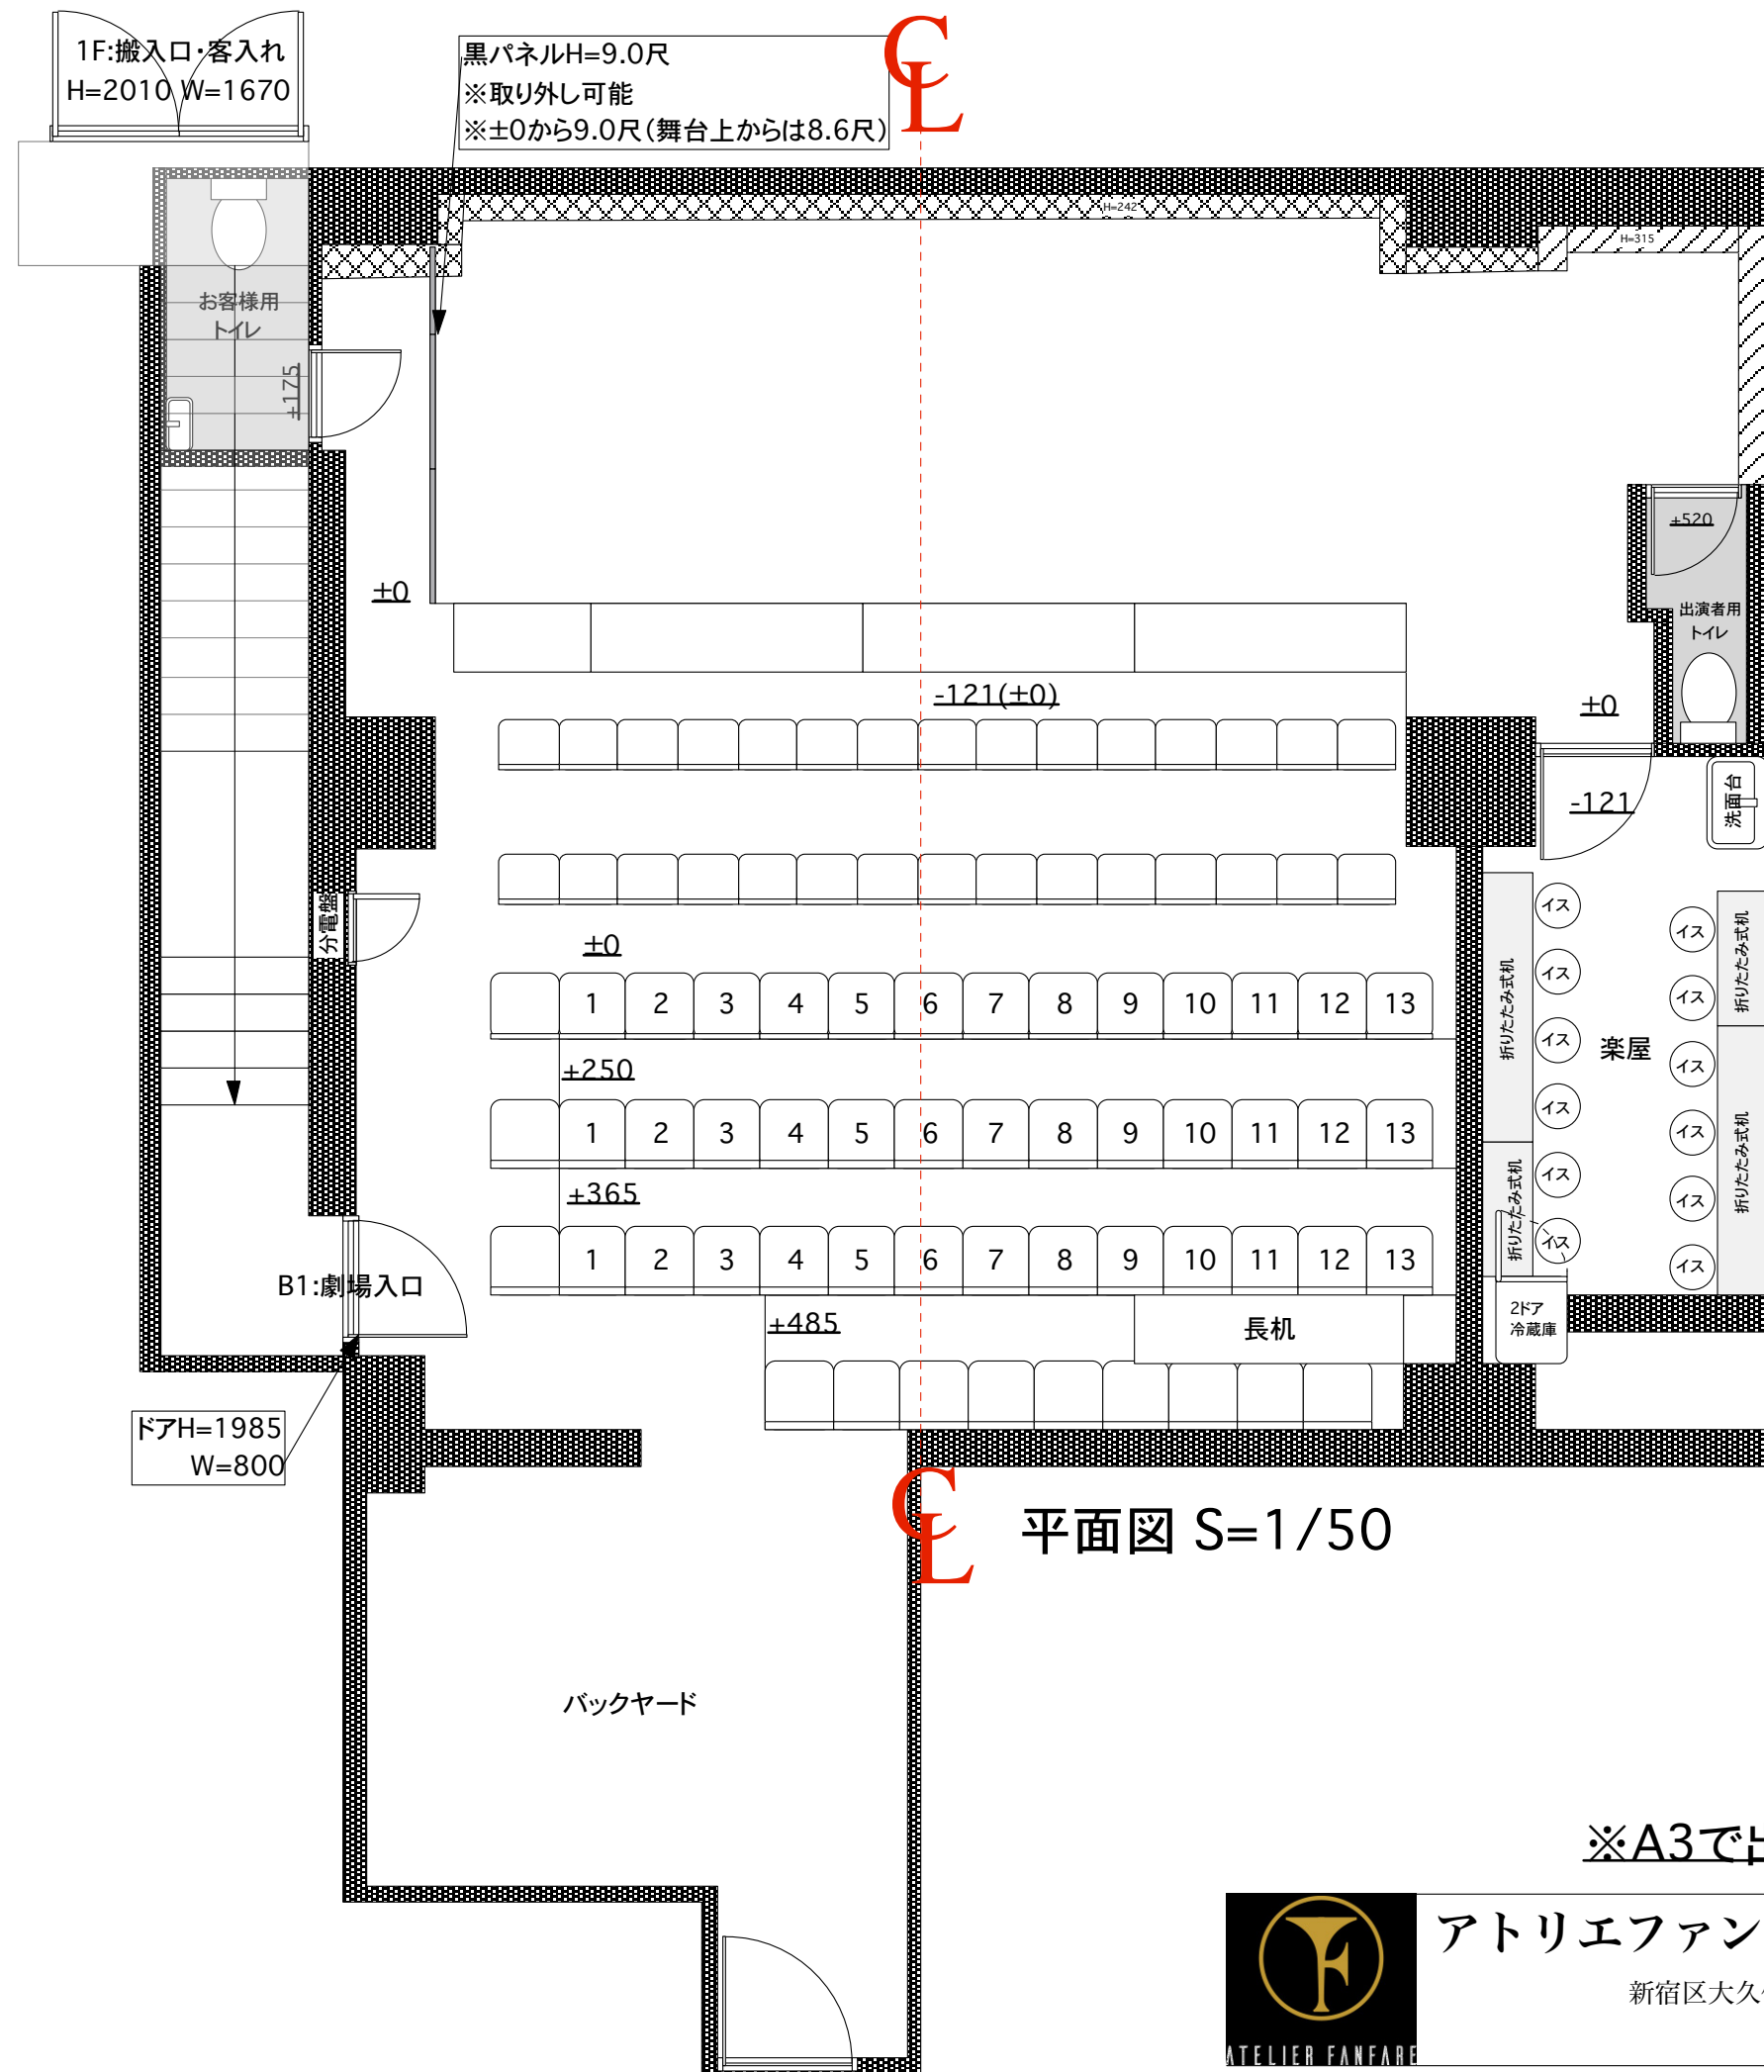 1F:搬入口・客入れ
H=2010 W=1670
黒パネルH=9.0尺
※取り外し可能
※±0から9.0尺（舞台上からは8.6尺）
CL
H=242
H=315
お客様用
トイレ
+175
±0
+520
出演者用
トイレ
-121(±0)
±0
-121
洗面台
分電盤
±0
1 2 3 4 5 6 7 8 9 10 11 12 13
+250
1 2 3 4 5 6 7 8 9 10 11 12 13
+365
1 2 3 4 5 6 7 8 9 10 11 12 13
+485
長机
B1:劇場入口
ドアH=1985
W=800
折りたたみ式机
折りたたみ式机
イス
イス
イス
イス
イス
イス
楽屋
イス
イス
イス
イス
イス
イス
折りたたみ式机
折りたたみ式机
2ドア
冷蔵庫
CL
平面図 S=1/50
バックヤード
※A3で
アトリエファン
新宿区大久
ATELIER FANFARE